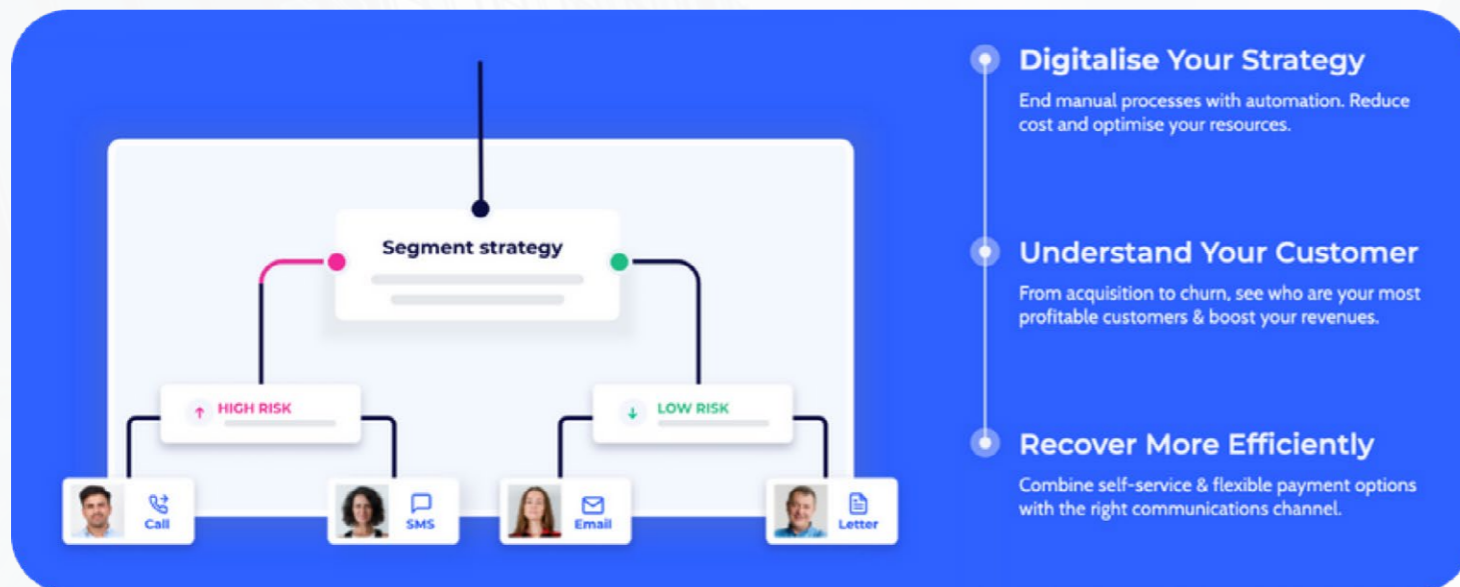 Segment strategy
HIGH RISK
LOW RISK
Call
SMS
Email
Letter
Digitalise Your Strategy
End manual processes with automation. Reduce
cost and optimise your resources.
Understand Your Customer
From acquisition to churn, see who are your most
profitable customers & boost your revenues.
Recover More Efficiently
Combine self-service & flexible payment options
with the right communications channel.